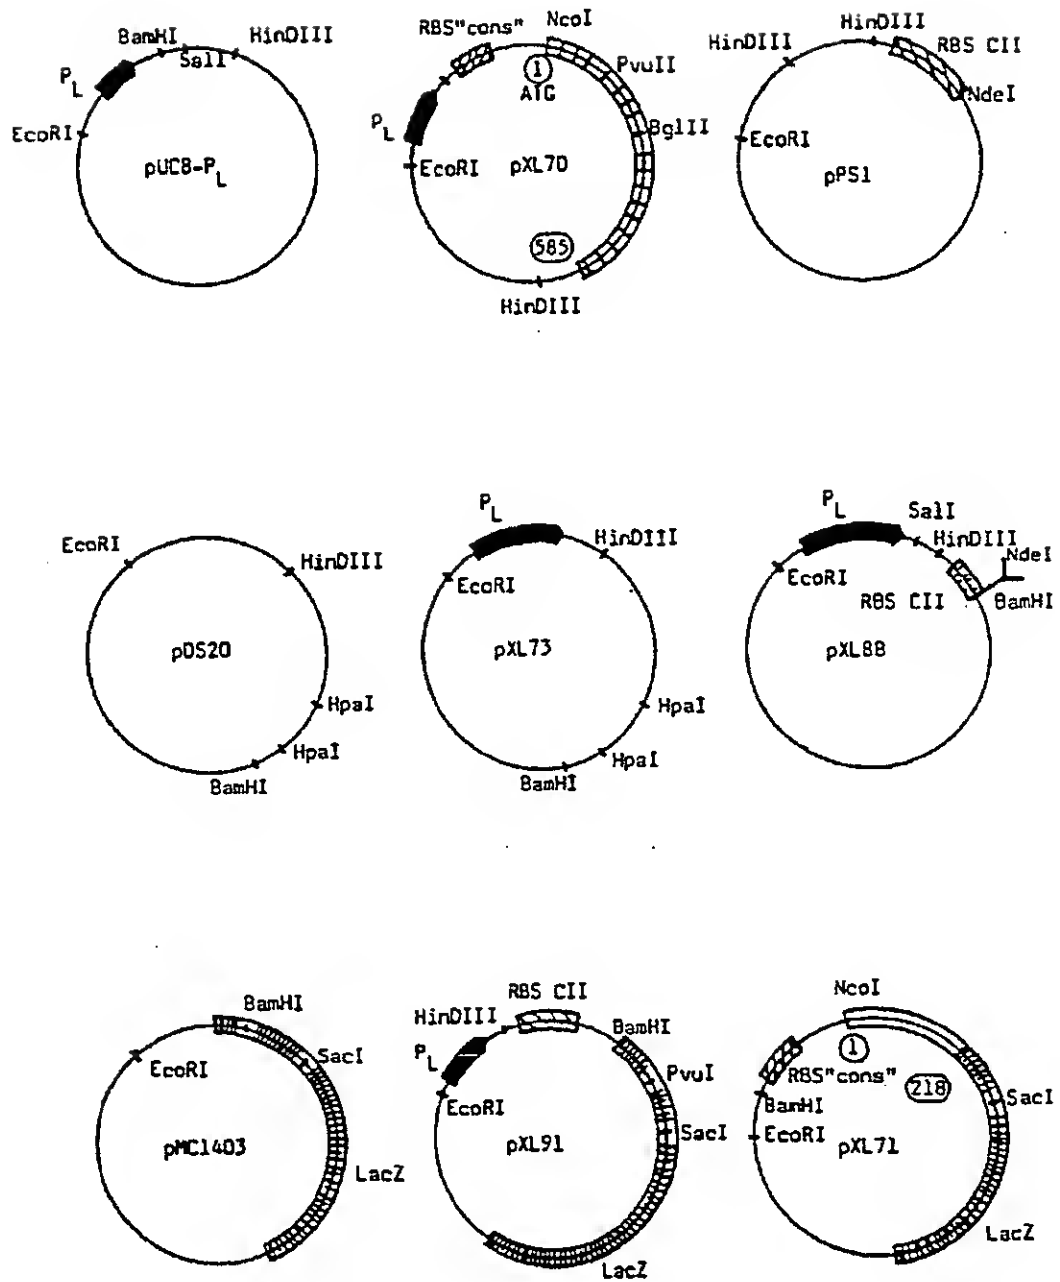 BamHI
HinDIII
SalI
P_L
EcoRI
pUC8-P_L
RBS"cons"
NcoI
1
ATG
PvuII
BglII
P_L
EcoRI
pXL70
585
HinDIII
HinDIII
HinDIII
RBS CII
NdeI
EcoRI
pPS1
EcoRI
HinDIII
pDS20
HpaI
HpaI
BamHI
P_L
HinDIII
EcoRI
pXL73
HpaI
HpaI
BamHI
P_L
SalI
HinDIII
NdeI
EcoRI
RBS CII
BamHI
pXL88
BamHI
SacI
EcoRI
pMC1403
LacZ
RBS CII
HinDIII
BamHI
P_L
PvuI
EcoRI
SacI
pXL91
LacZ
NcoI
1
RBS"cons"
218
SacI
BamHI
EcoRI
pXL71
LacZ